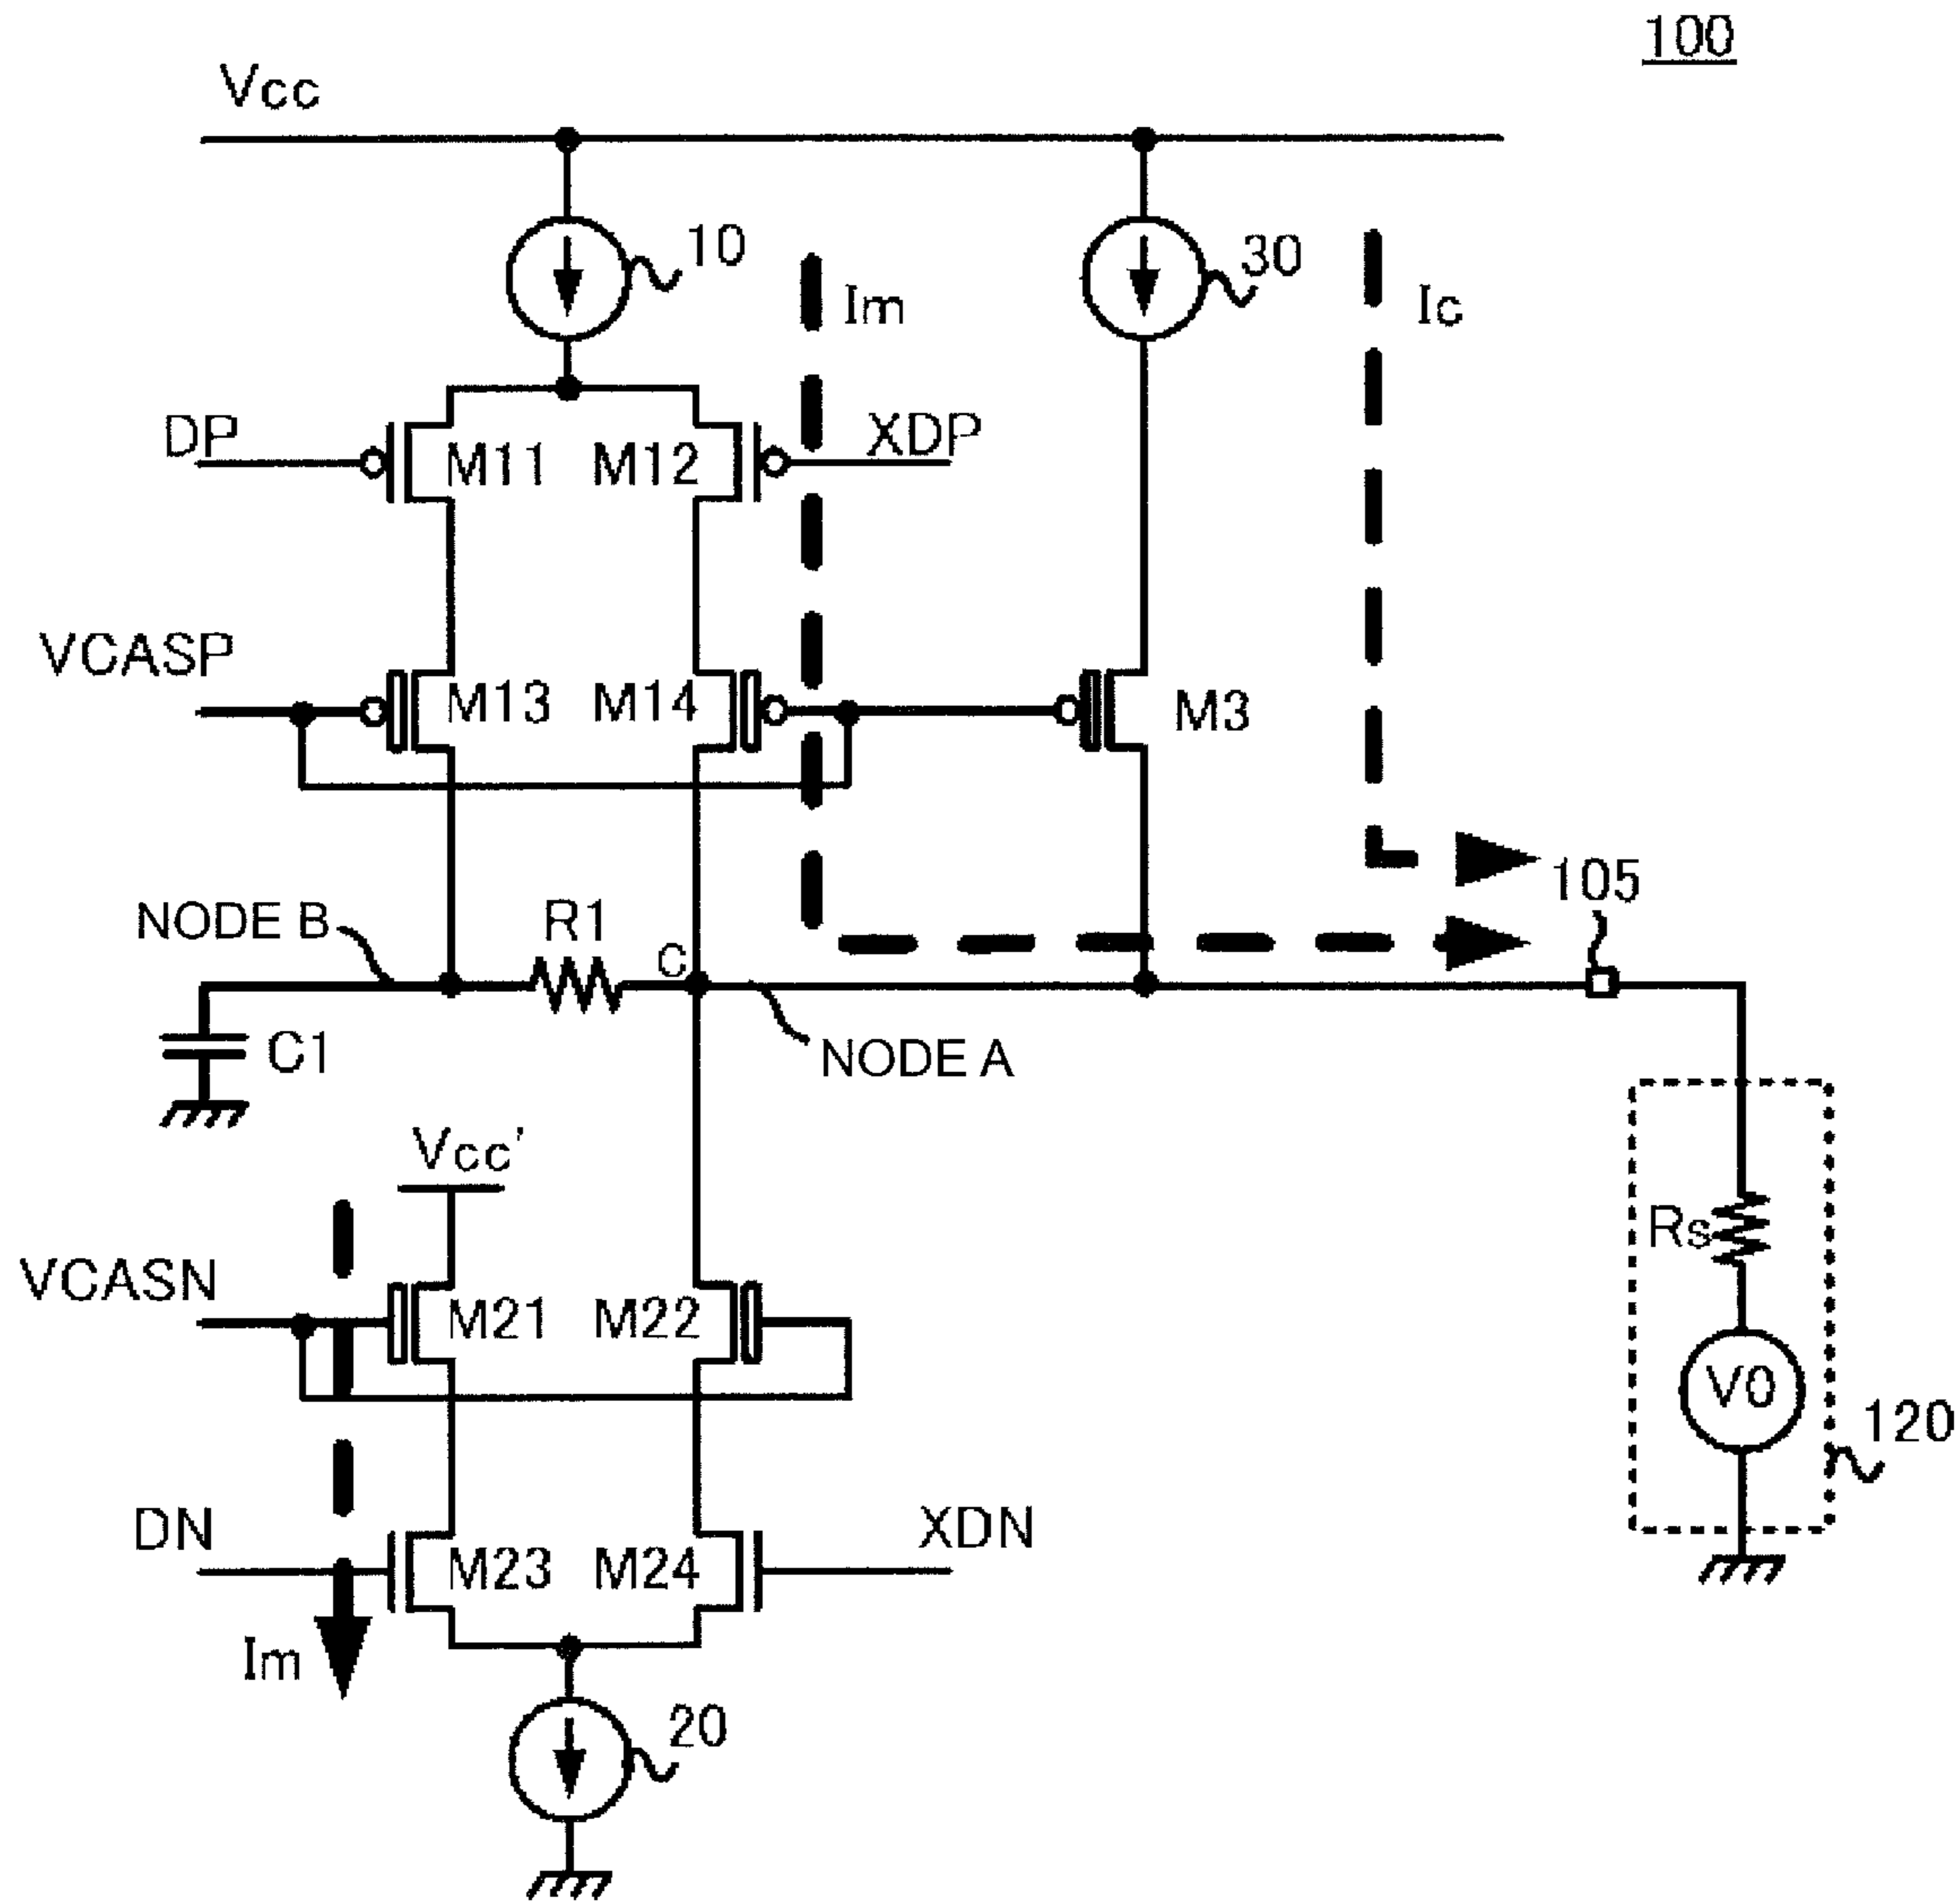 100
Vcc
10
Im
30
Ic
DP
M11
M12
XDP
VCASP
M13
M14
M3
105
NODE B
R1
C
NODE A
C1
Vcc'
Rs
VCASN
M21
M22
V0
120
DN
M23
M24
XDN
Im
20